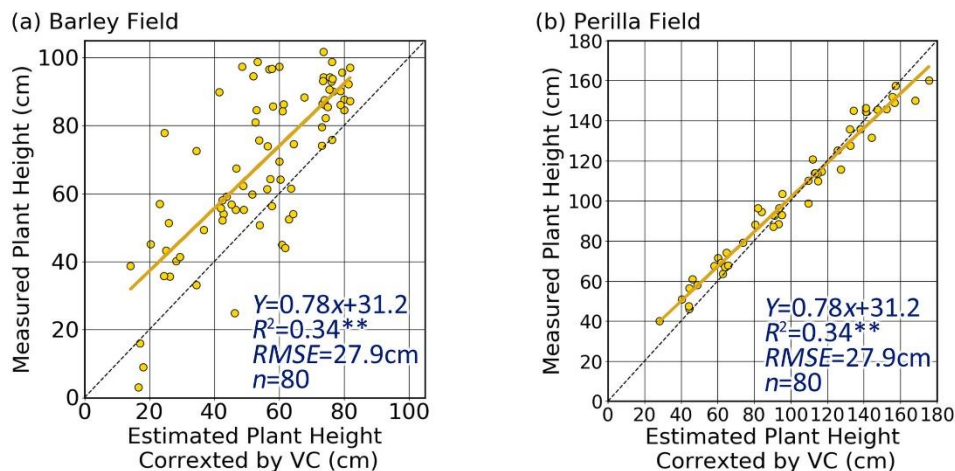 (a) Barley Field
Measured Plant Height (cm)
100
80
60
40
20
0
0 20 40 60 80 100
Y=0.78x+31.2
R²=0.34**
RMSE=27.9cm
n=80
Estimated Plant Height
Correxted by VC (cm)
(b) Perilla Field
Measured Plant Height (cm)
180
160
140
120
100
80
60
40
20
0
0 20 40 60 80 100 120 140 160 180
Y=0.78x+31.2
R²=0.34**
RMSE=27.9cm
n=80
Estimated Plant Height
Correxted by VC (cm)